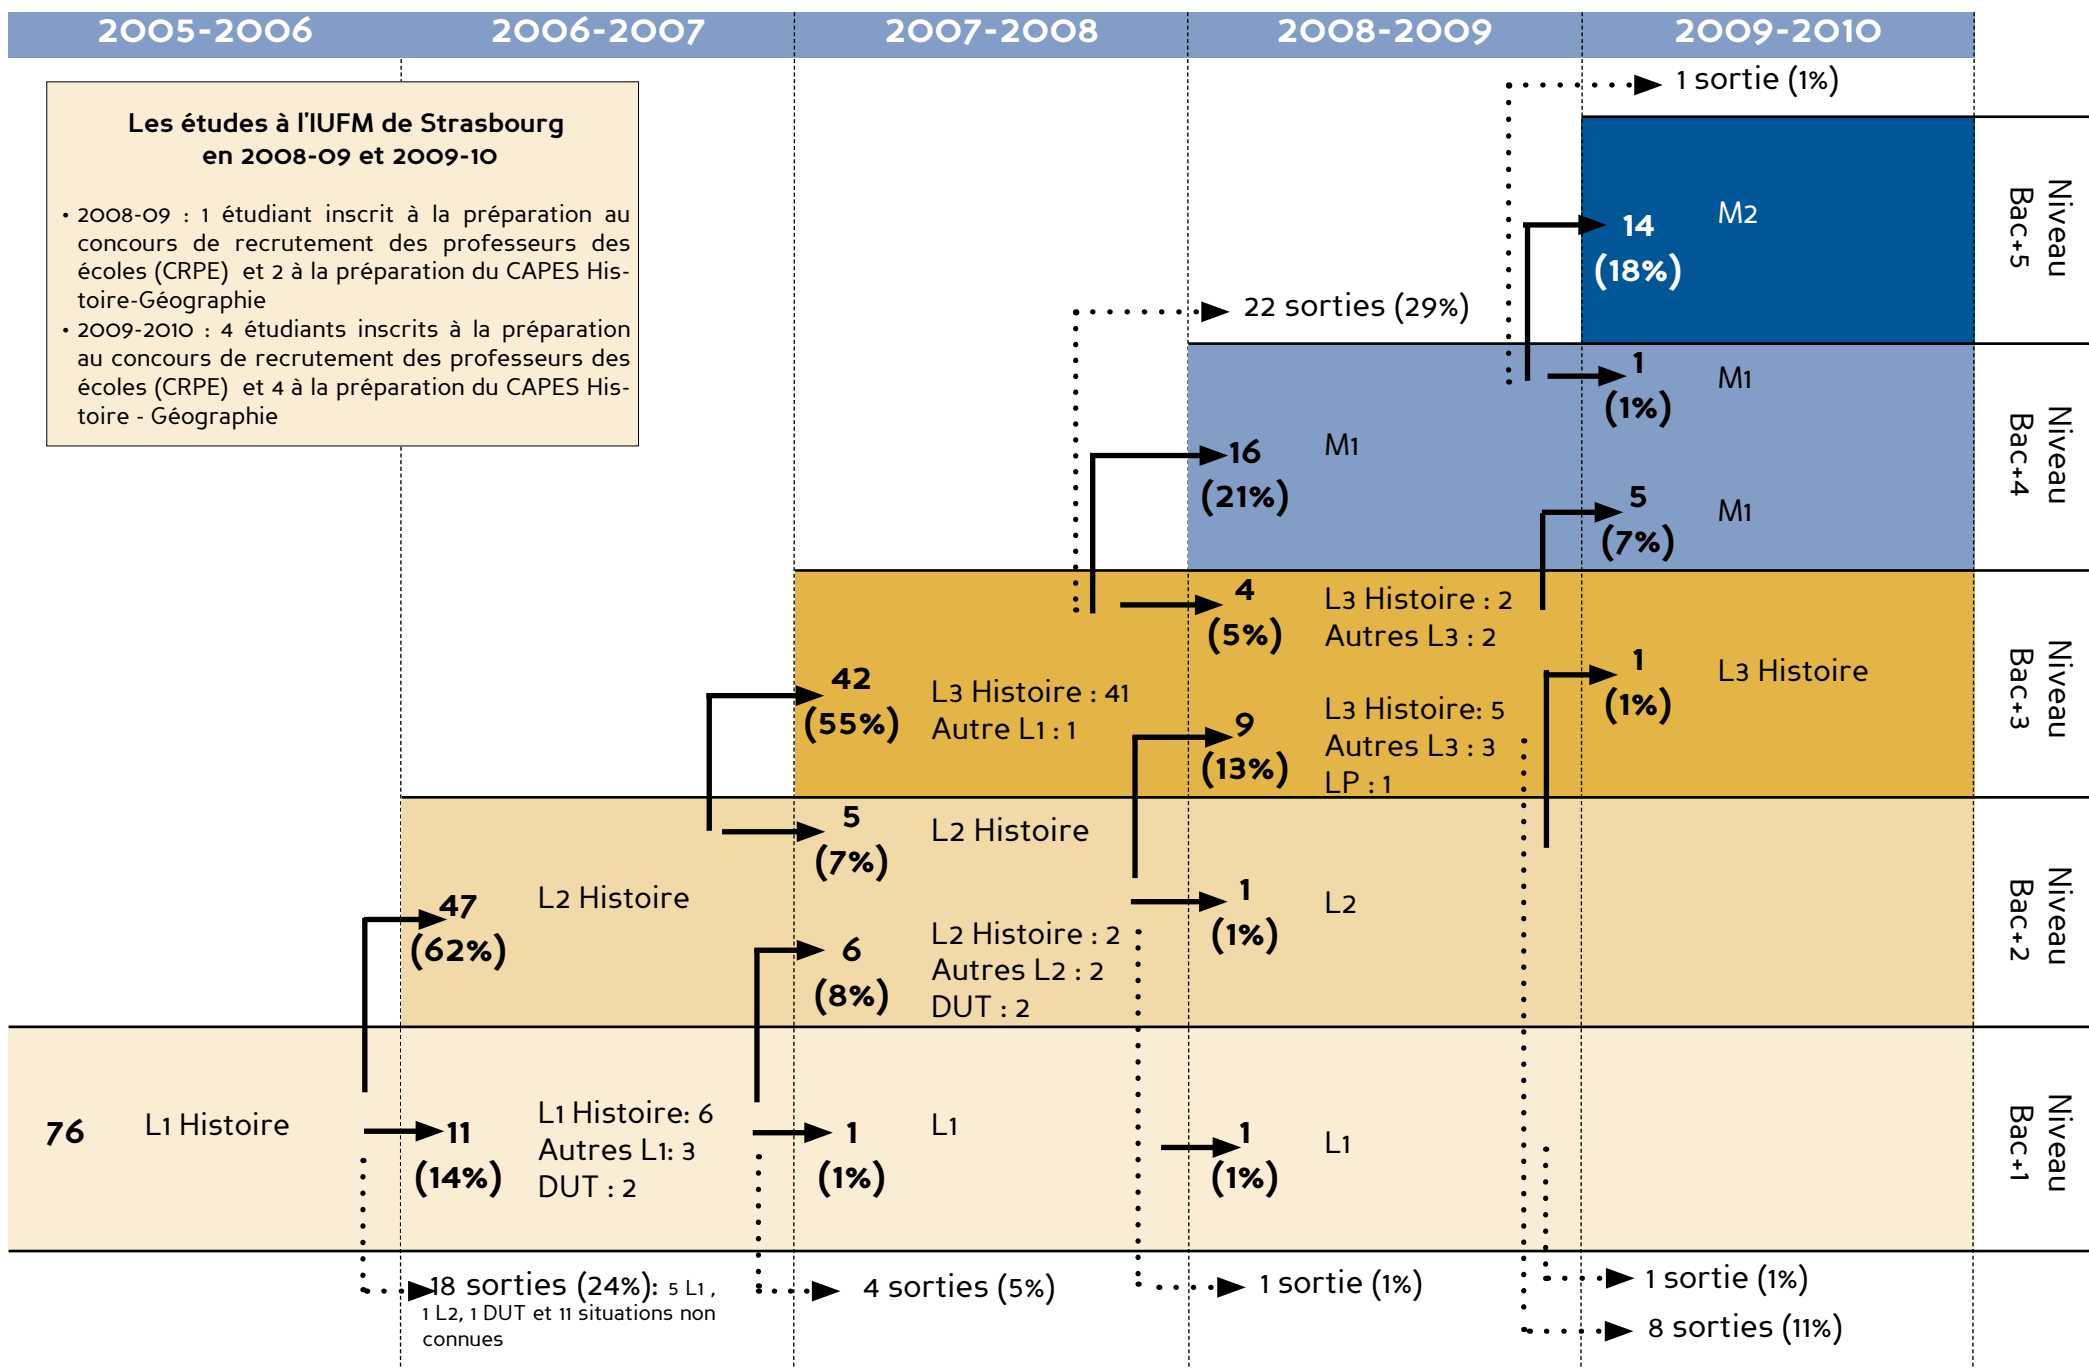 2005-2006
2006-2007
2007-2008
2008-2009
2009-2010
Les études à l'IUFM de Strasbourg
en 2008-09 et 2009-10
• 2008-09 : 1 étudiant inscrit à la préparation au
concours de recrutement des professeurs des
écoles (CRPE) et 2 à la préparation du CAPES His-
toire-Géographie
• 2009-2010 : 4 étudiants inscrits à la préparation
au concours de recrutement des professeurs des
écoles (CRPE) et 4 à la préparation du CAPES His-
toire - Géographie
1 sortie (1%)
14
(18%)
M2
Niveau
Bac+5
22 sorties (29%)
16
(21%)
M1
1
(1%)
M1
5
(7%)
M1
Niveau
Bac+4
42
(55%)
L3 Histoire : 41
Autre L1 : 1
4
(5%)
L3 Histoire : 2
Autres L3 : 2
9
(13%)
L3 Histoire: 5
Autres L3 : 3
LP : 1
1
(1%)
L3 Histoire
Niveau
Bac+3
47
(62%)
L2 Histoire
5
(7%)
L2 Histoire
6
(8%)
L2 Histoire : 2
Autres L2 : 2
DUT : 2
1
(1%)
L2
Niveau
Bac+2
76
L1 Histoire
11
(14%)
L1 Histoire: 6
Autres L1: 3
DUT : 2
1
(1%)
L1
1
(1%)
L1
Niveau
Bac+1
18 sorties (24%): 5 L1 ,
1 L2, 1 DUT et 11 situations non
connues
4 sorties (5%)
1 sortie (1%)
1 sortie (1%)
8 sorties (11%)